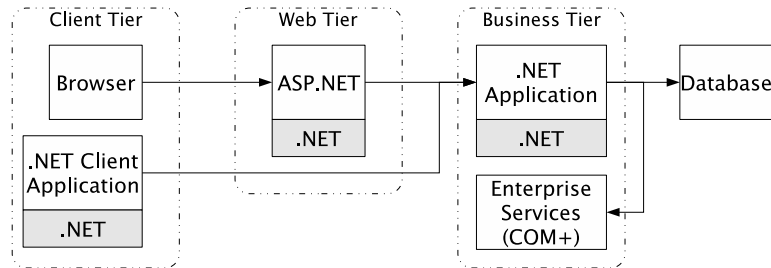 Client Tier
Web Tier
Business Tier
Browser
ASP.NET
.NET
.NET
Application
.NET
Database
.NET Client
Application
.NET
Enterprise
Services
(COM+)